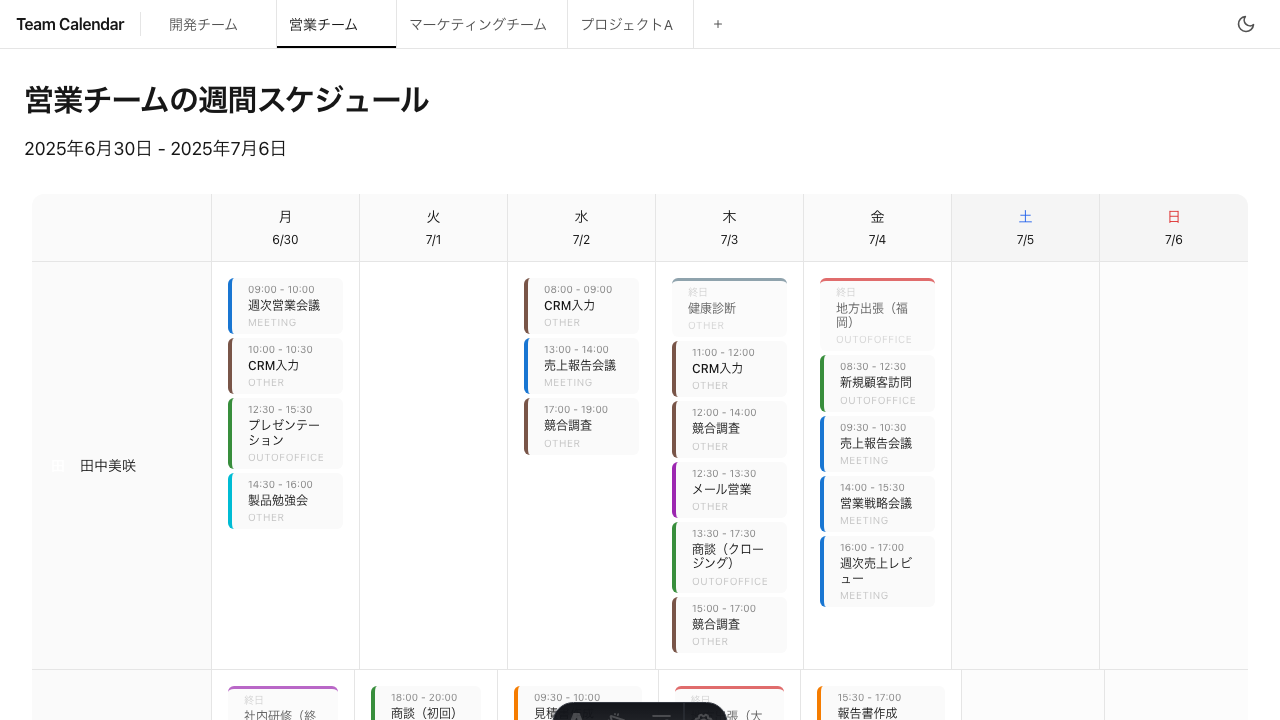 Team Calendar
開発チーム
営業チーム
マーケティングチーム
プロジェクトA
+
営業チームの週間スケジュール
2025年6月30日 - 2025年7月6日
月
6/30
火
7/1
水
7/2
木
7/3
金
7/4
土
7/5
日
7/6
田中美咲
09:00 - 10:00
週次営業会議
MEETING
10:00 - 10:30
CRM入力
OTHER
12:30 - 15:30
プレゼンテー
ション
OUTOFOFFICE
14:30 - 16:00
製品勉強会
OTHER
08:00 - 09:00
CRM入力
OTHER
13:00 - 14:00
売上報告会議
MEETING
17:00 - 19:00
競合調査
OTHER
終日
健康診断
OTHER
11:00 - 12:00
CRM入力
OTHER
12:00 - 14:00
競合調査
OTHER
12:30 - 13:30
メール営業
OTHER
13:30 - 17:30
商談（クロー
ジング）
OUTOFOFFICE
15:00 - 17:00
競合調査
OTHER
終日
地方出張（福
岡）
OUTOFOFFICE
08:30 - 12:30
新規顧客訪問
OUTOFOFFICE
09:30 - 10:30
売上報告会議
MEETING
14:00 - 15:30
営業戦略会議
MEETING
16:00 - 17:00
週次売上レビ
ュー
MEETING
終日
社内研修（終
18:00 - 20:00
商談（初回）
09:30 - 10:00
見積
終日
張（大
15:30 - 17:00
報告書作成